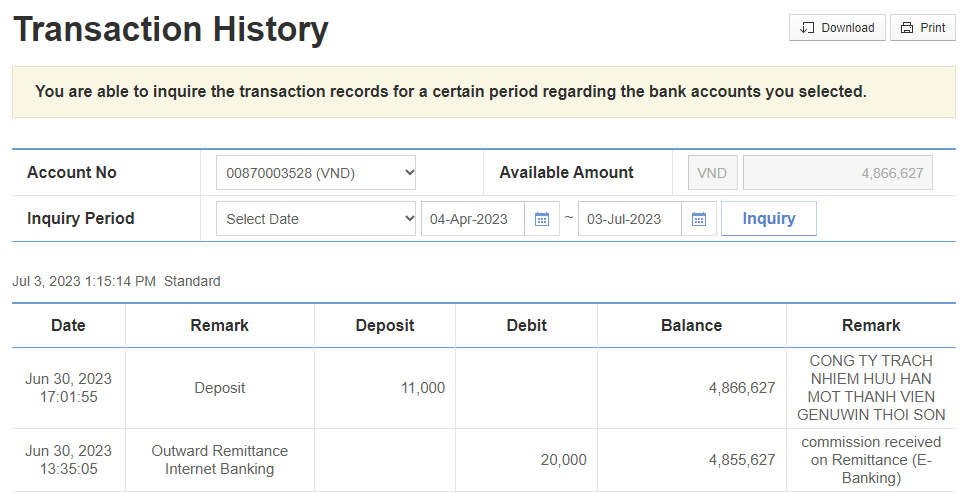 Transaction History
Download
Print
You are able to inquire the transaction records for a certain period regarding the bank accounts you selected.
Account No 00870003528 (VND) Available Amount VND 4,866,627
Inquiry Period Select Date 04-Apr-2023 ~ 03-Jul-2023 Inquiry
Jul 3, 2023 1:15:14 PM Standard
Date Remark Deposit Debit Balance Remark
Jun 30, 2023
17:01:55
Deposit
11,000
4,866,627
CONG TY TRACH
NHIEM HUU HAN
MOT THANH VIEN
GENUWIN THOI SON
Jun 30, 2023
13:35:05
Outward Remittance
Internet Banking
20,000
4,855,627
commission received
on Remittance (E-
Banking)